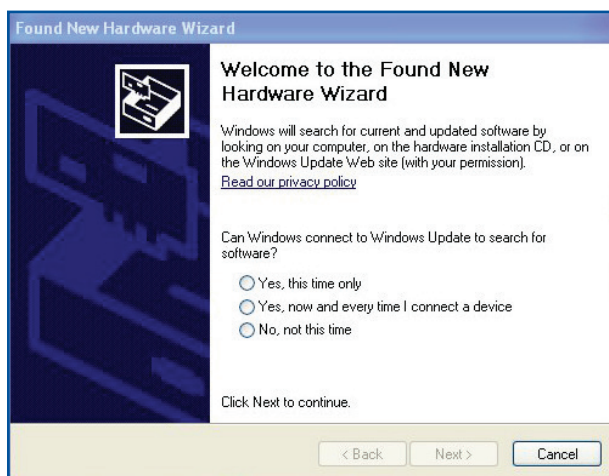 Found New Hardware Wizard
Welcome to the Found New
Hardware Wizard
Windows will search for current and updated software by
looking on your computer, on the hardware installation CD, or on
the Windows Update Web site (with your permission).
Read our privacy policy
Can Windows connect to Windows Update to search for
software?
Yes, this time only
Yes, now and every time I connect a device
No, not this time
Click Next to continue.
< Back Next > Cancel